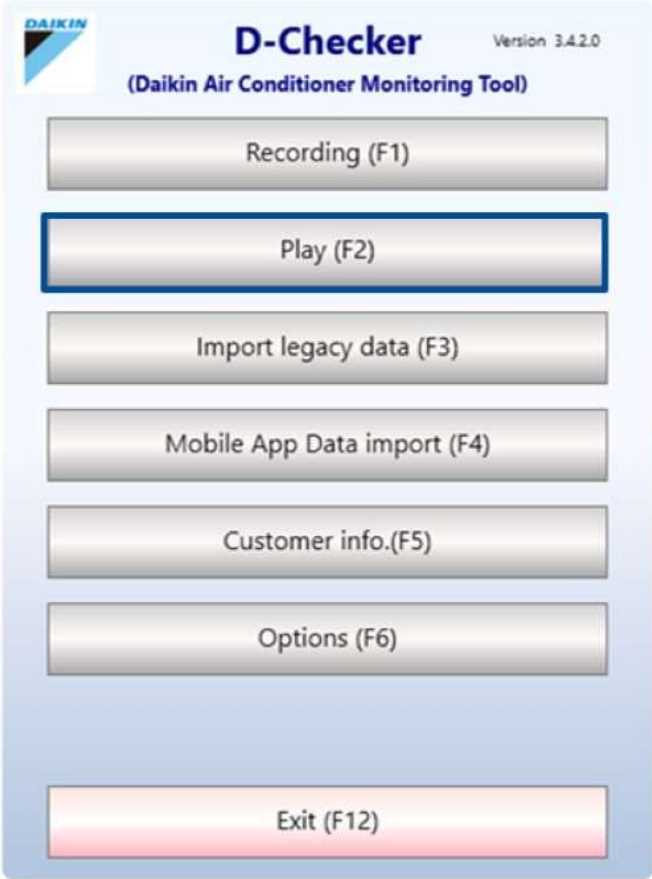 DAIKIN
D-Checker
Version 3.4.2.0
(Daikin Air Conditioner Monitoring Tool)
Recording (F1)
Play (F2)
Import legacy data (F3)
Mobile App Data import (F4)
Customer info.(F5)
Options (F6)
Exit (F12)